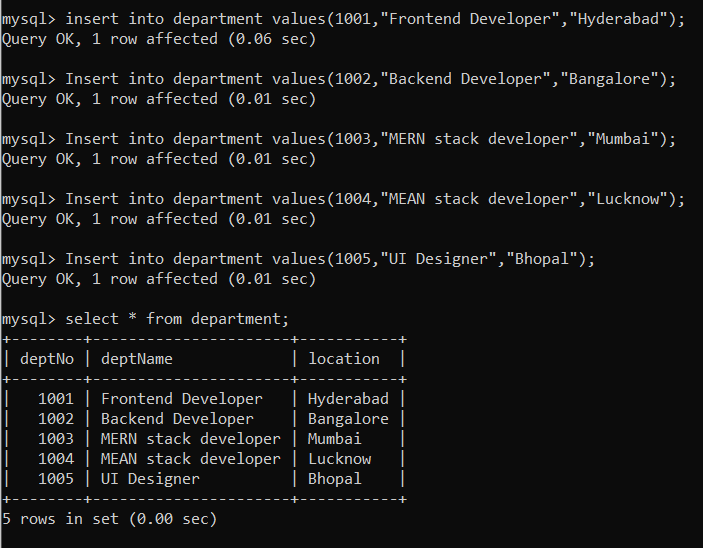 mysql> insert into department values(1001,"Frontend Developer","Hyderabad");
Query OK, 1 row affected (0.06 sec)
mysql> Insert into department values(1002,"Backend Developer","Bangalore");
Query OK, 1 row affected (0.01 sec)
mysql> Insert into department values(1003,"MERN stack developer","Mumbai");
Query OK, 1 row affected (0.01 sec)
mysql> Insert into department values(1004,"MEAN stack developer","Lucknow");
Query OK, 1 row affected (0.01 sec)
mysql> Insert into department values(1005,"UI Designer","Bhopal");
Query OK, 1 row affected (0.01 sec)
mysql> select * from department;
+--------+----------------------+-----------+
| deptNo | deptName             | location  |
+--------+----------------------+-----------+
|   1001 | Frontend Developer   | Hyderabad |
|   1002 | Backend Developer    | Bangalore |
|   1003 | MERN stack developer | Mumbai    |
|   1004 | MEAN stack developer | Lucknow   |
|   1005 | UI Designer          | Bhopal    |
+--------+----------------------+-----------+
5 rows in set (0.00 sec)